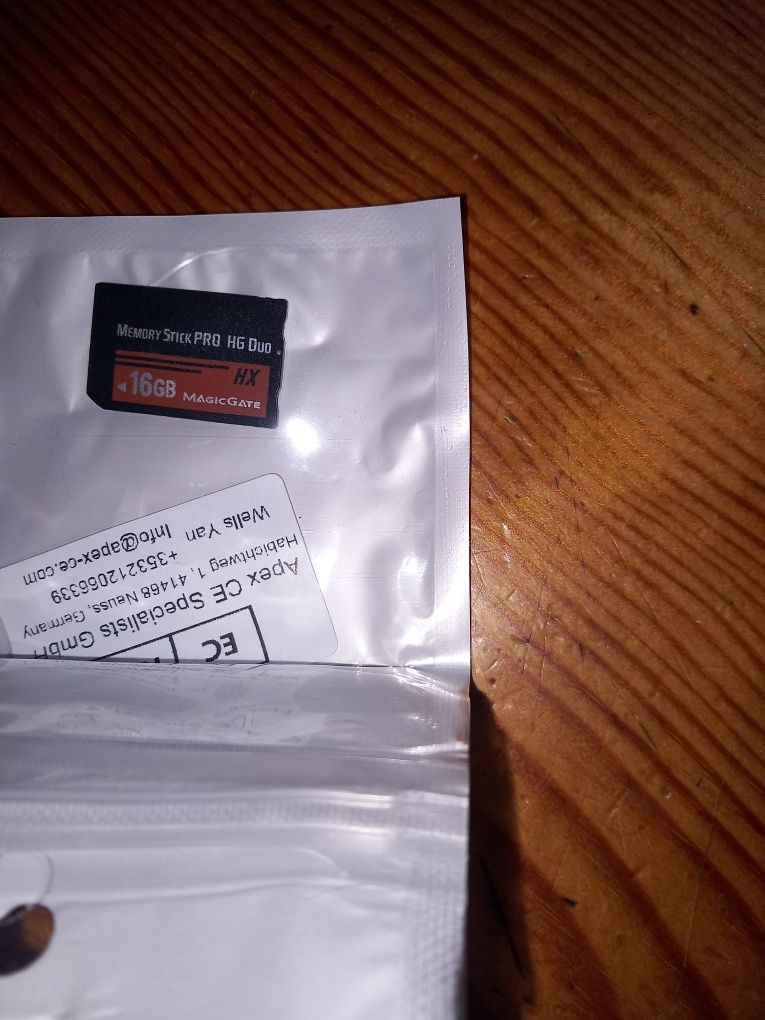 MEMORY STICK PRO HG DUO
HX
16GB
MAGICGATE
EC
Apex CE Specialists GmbH
Habichtweg 1, 41468 Neuss, Germany
+353212066339
Wells Yan Info@apex-ce.com